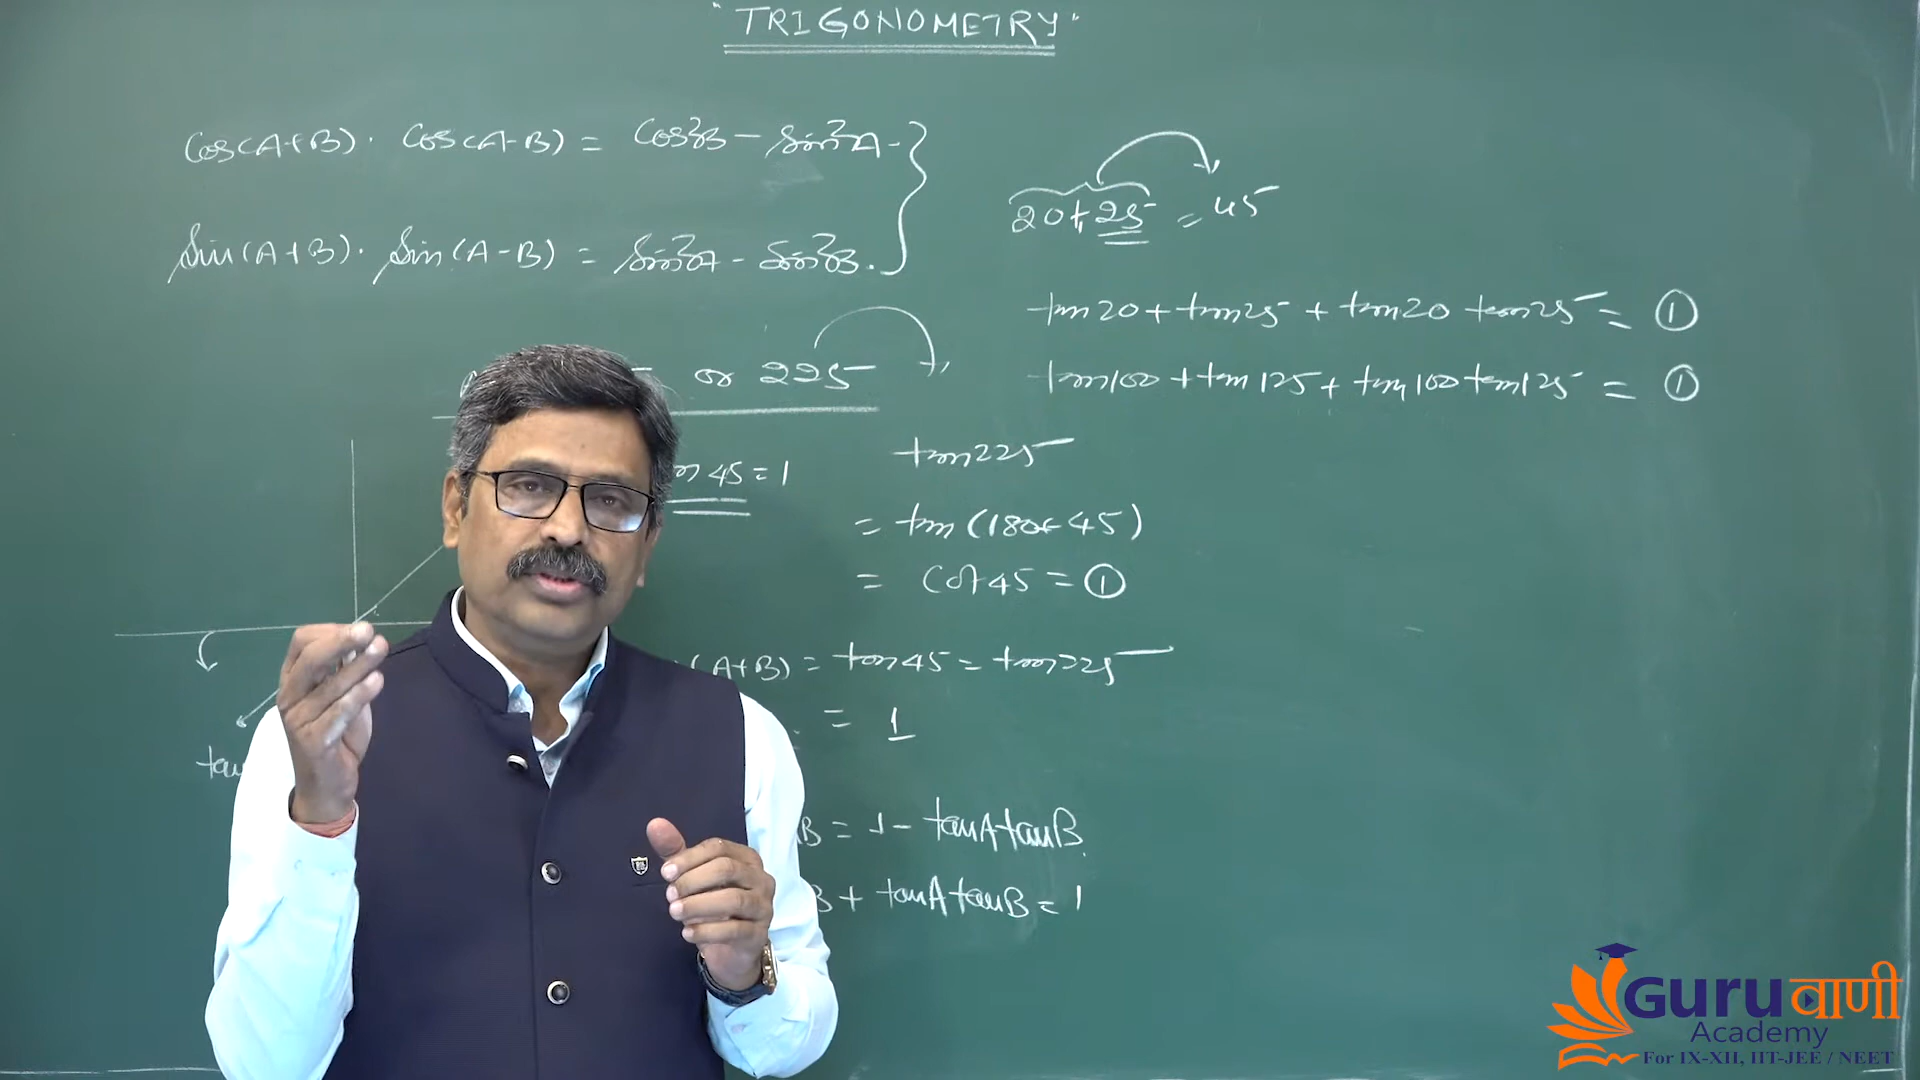 "TRIGONOMETRY"
cos(A+B). cos(A-B) = cos²B - sin²A.
sin(A+B). sin(A-B) = sin²A - sin²B.
20+25 = 45
tan20 + tan25 + tan20 tan25 = 1
tan100 + tan125 + tan100 tan125 = 1
or 225
45 = 1
tan225
= tan(180+45)
= cot45 = 1
(A+B) = tan45 = tan225
= 1
tan
B = 1 - tanA tanB
B + tanA tanB = 1
Guruवाणी
Academy
For IX-XII, IIT-JEE / NEET